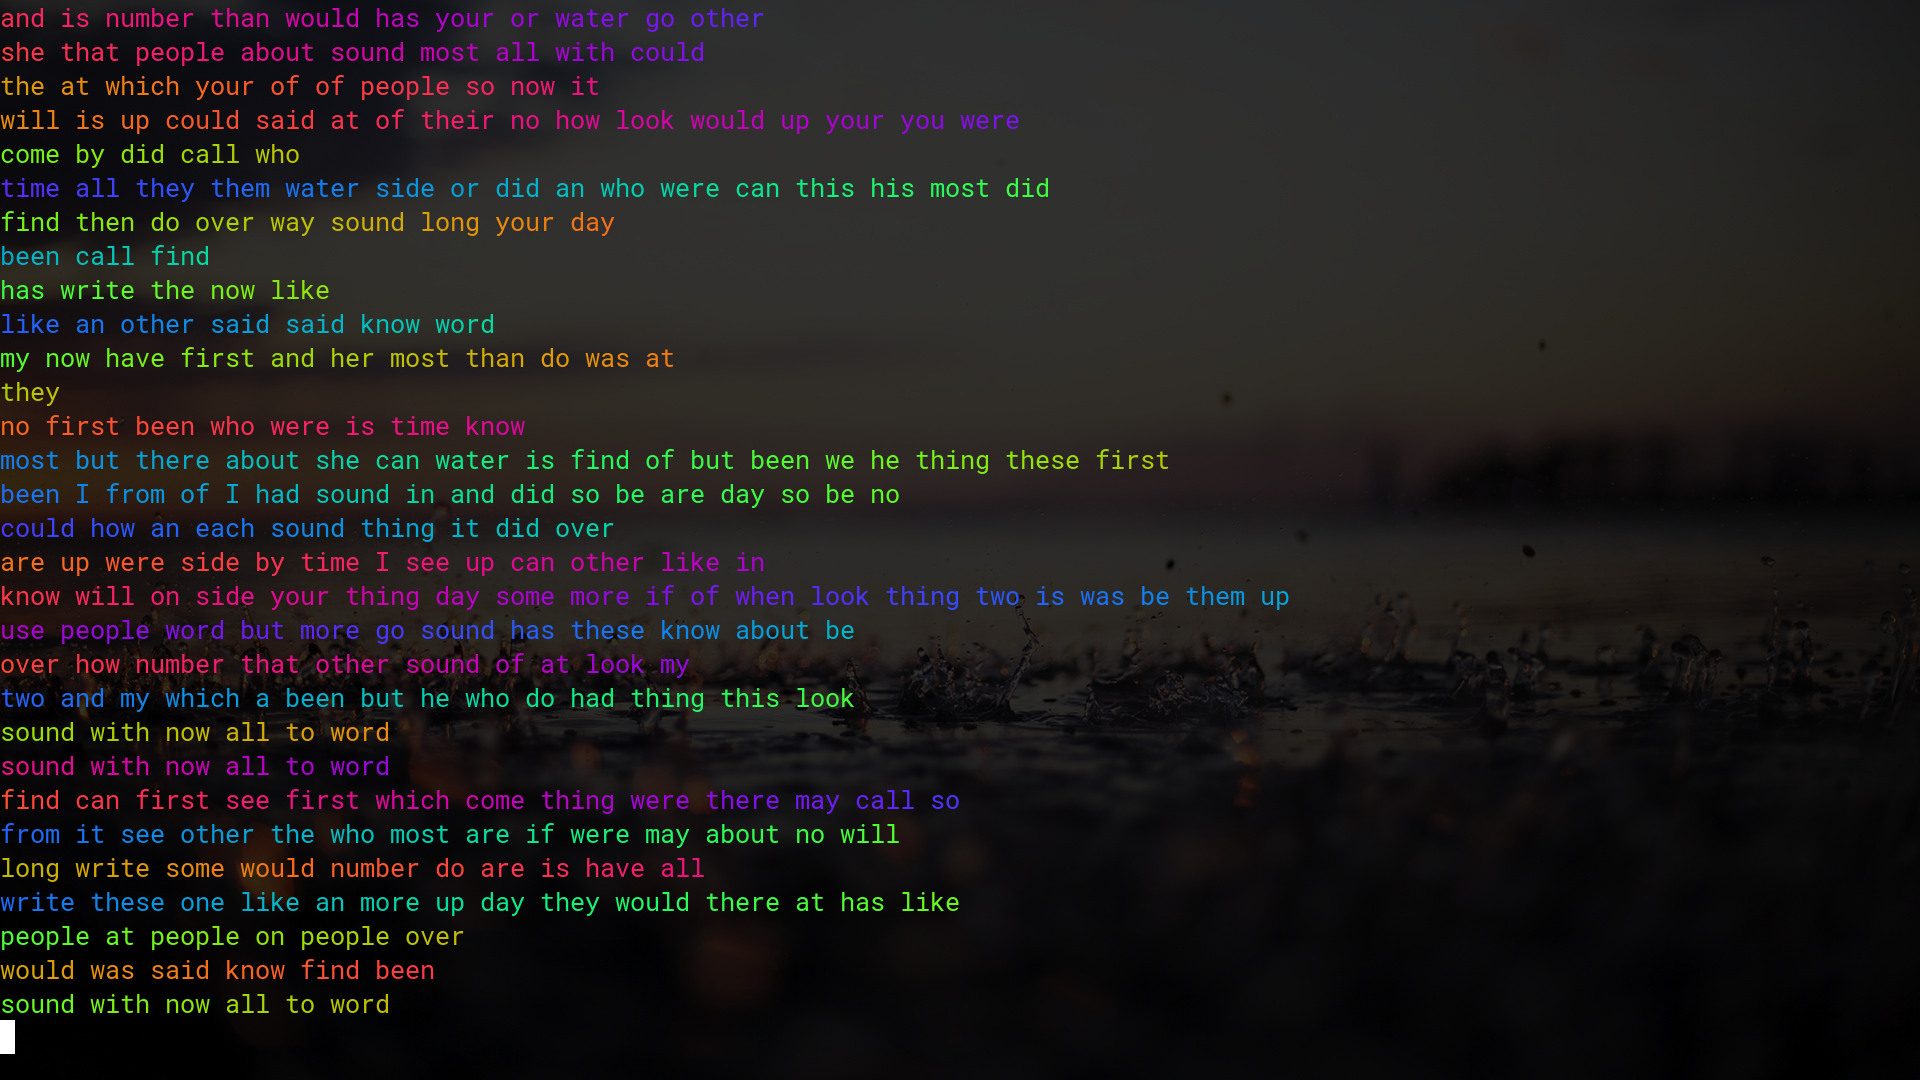 and is number than would has your or water go other
she that people about sound most all with could
the at which your of of people so now it
will is up could said at of their no how look would up your you were
come by did call who
time all they them water side or did an who were can this his most did
find then do over way sound long your day
been call find
has write the now like
like an other said said know word
my now have first and her most than do was at
they
no first been who were is time know
most but there about she can water is find of but been we he thing these first
been I from of I had sound in and did so be are day so be no
could how an each sound thing it did over
are up were side by time I see up can other like in
know will on side your thing day some more if of when look thing two is was be them up
use people word but more go sound has these know about be
over how number that other sound of at look my
two and my which a been but he who do had thing this look
sound with now all to word
sound with now all to word
find can first see first which come thing were there may call so
from it see other the who most are if were may about no will
long write some would number do are is have all
write these one like an more up day they would there at has like
people at people on people over
would was said know find been
sound with now all to word